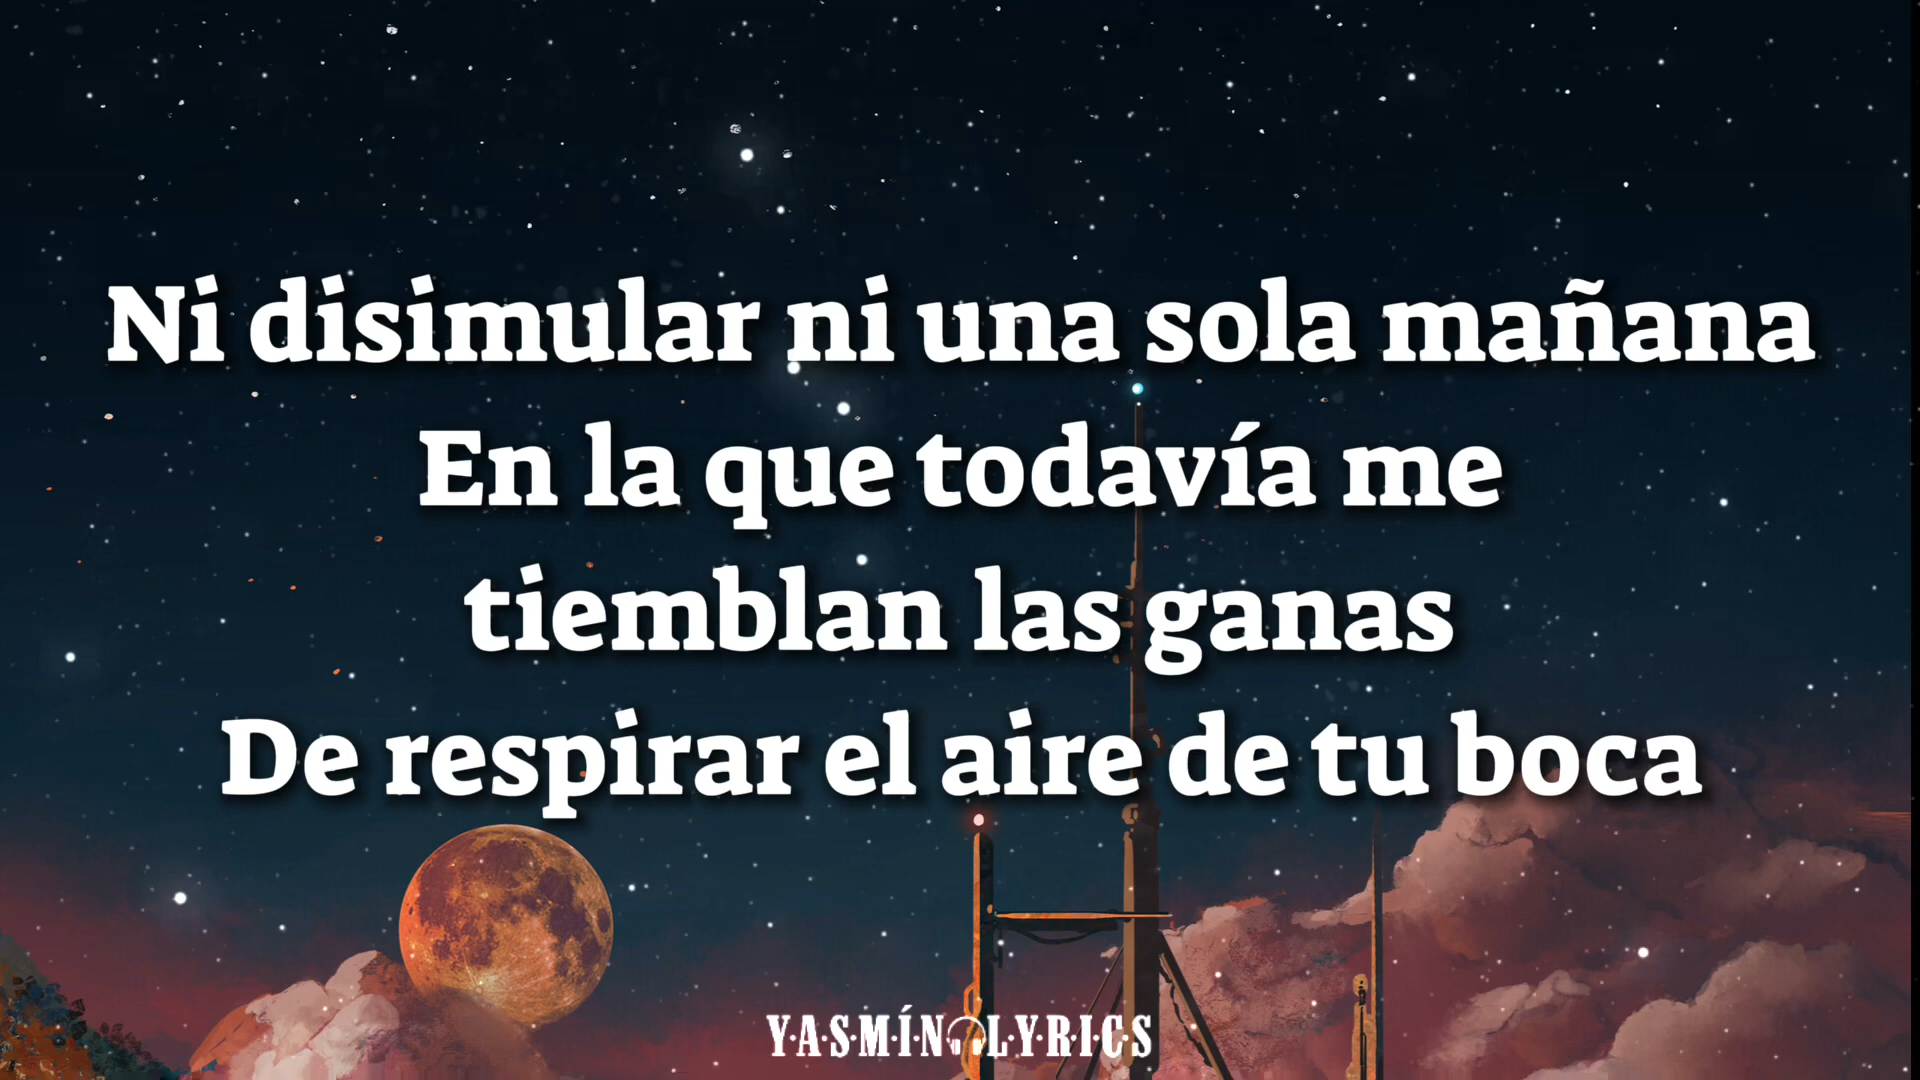 Ni disimular ni una sola mañana
En la que todavía me
tiemblan las ganas
De respirar el aire de tu boca
YASMÍN LYRICS